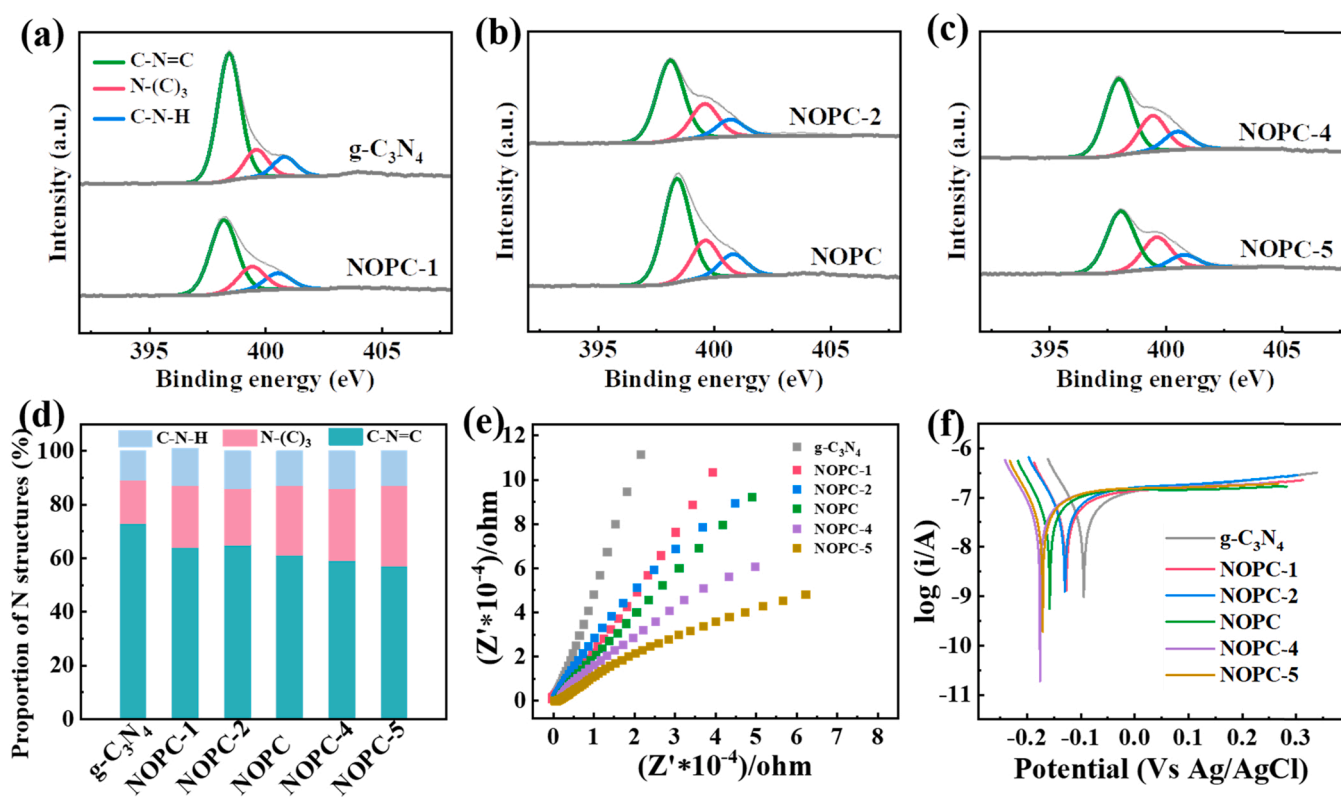 (a)
C-N=C
N-(C)₃
C-N-H
g-C₃N₄
NOPC-1
Intensity (a.u.)
395
400
405
Binding energy (eV)
(b)
NOPC-2
NOPC
Intensity (a.u.)
395
400
405
Binding energy (eV)
(c)
NOPC-4
NOPC-5
Intensity (a.u.)
395
400
405
Binding energy (eV)
(d)
C-N-H N-(C)₃ C-N=C
Proportion of N structures (%)
100
80
60
40
20
0
g-C₃N₄
NOPC-1
NOPC-2
NOPC
NOPC-4
NOPC-5
(e)
(Z'*10⁻⁴)/ohm
12
10
8
6
4
2
0
g-C₃N₄
NOPC-1
NOPC-2
NOPC
NOPC-4
NOPC-5
0 1 2 3 4 5 6 7 8
(Z'*10⁻⁴)/ohm
(f)
log (i/A)
-6
-7
-8
-9
-10
-11
g-C₃N₄
NOPC-1
NOPC-2
NOPC
NOPC-4
NOPC-5
-0.2 -0.1 0.0 0.1 0.2 0.3
Potential (Vs Ag/AgCl)